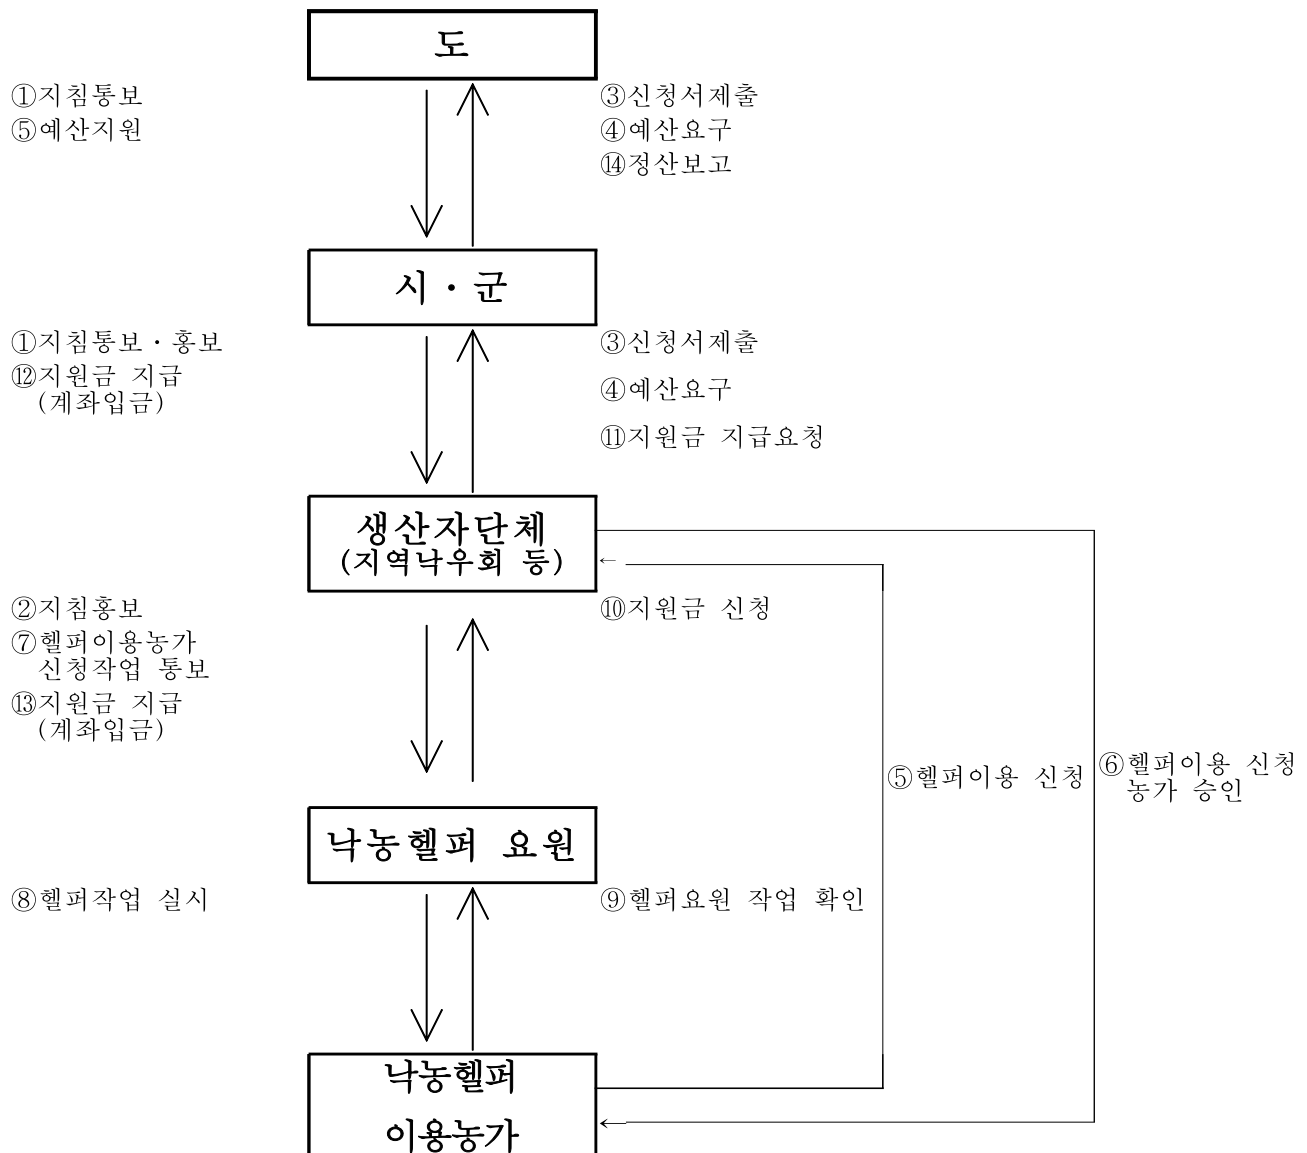 도
①지침통보
⑤예산지원
③신청서제출
④예산요구
⑭정산보고
시·군
①지침통보·홍보
⑫지원금 지급
(계좌입금)
③신청서제출
④예산요구
⑪지원금 지급요청
생산자단체
(지역낙우회 등)
②지침홍보
⑦헬퍼이용농가
신청작업 통보
⑬지원금 지급
(계좌입금)
⑩지원금 신청
⑤헬퍼이용 신청
⑥헬퍼이용 신청
농가 승인
낙농헬퍼 요원
⑧헬퍼작업 실시
⑨헬퍼요원 작업 확인
낙농헬퍼
이용농가